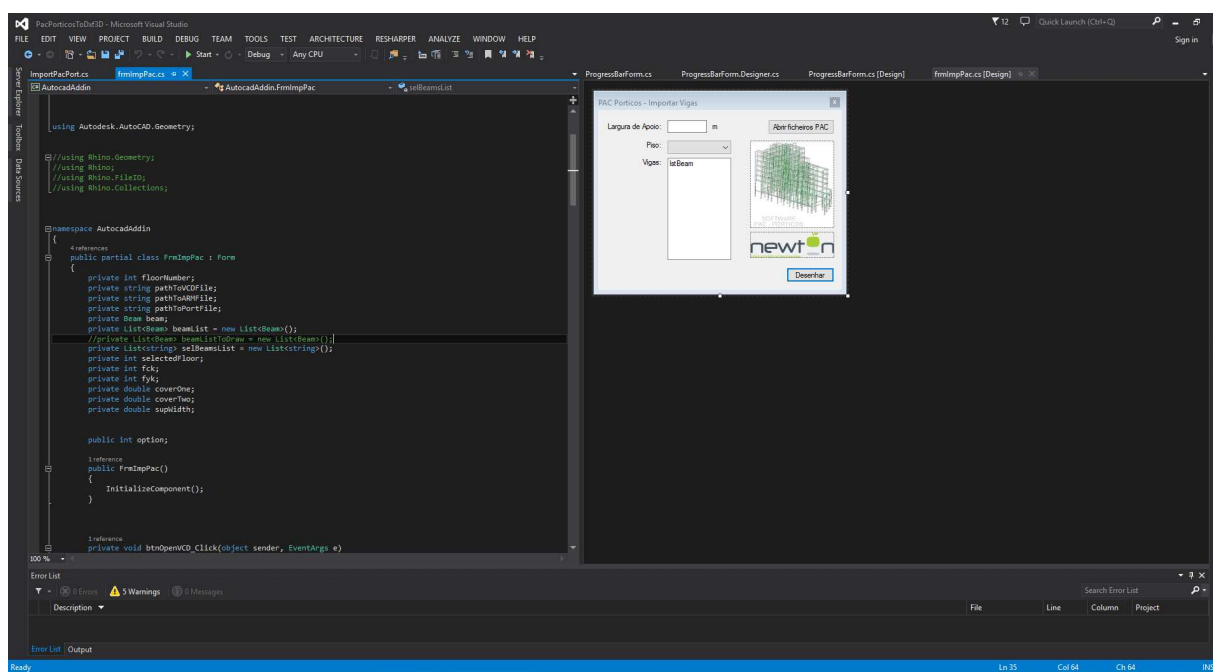 PacPorticosToDxf3D - Microsoft Visual Studio
12
Quick Launch (Ctrl+Q)
FILE EDIT VIEW PROJECT BUILD DEBUG TEAM TOOLS TEST ARCHITECTURE RESHARPER ANALYZE WINDOW HELP
Sign in
Start
Debug
Any CPU
Server Explorer
Toolbox
Data Sources
ImportPacPort.cs
frmImpPac.cs
AutocadAddin
AutocadAddin.FrmImpPac
selBeamsList
using Autodesk.AutoCAD.Geometry;
//using Rhino.Geometry;
//using Rhino;
//using Rhino.FileIO;
//using Rhino.Collections;
namespace AutocadAddin
{
4 references
public partial class FrmImpPac : Form
{
private int floorNumber;
private string pathToVCDFile;
private string pathToARMFile;
private string pathToPortFile;
private Beam beam;
private List<Beam> beamList = new List<Beam>();
//private List<Beam> beamListToDraw = new List<Beam>();
private List<string> selBeamsList = new List<string>();
private int selectedFloor;
private int fck;
private int fyk;
private double coverOne;
private double coverTwo;
private double supWidth;
public int option;
1 reference
public FrmImpPac()
{
InitializeComponent();
}
1 reference
private void btnOpenVCD_Click(object sender, EventArgs e)
100 %
ProgressBarForm.cs
ProgressBarForm.Designer.cs
ProgressBarForm.cs [Design]
frmImpPac.cs [Design]
PAC Porticos - Importar Vigas
x
Largura de Apoio:
m
Abrir ficheiros PAC
Piso:
Vigas:
lstBeam
SOFTWARE
PAC - PORTICOS
newton
Desenhar
Error List
0 Errors
5 Warnings
0 Messages
Search Error List
Description
File
Line
Column
Project
Error List
Output
Ready
Ln 35
Col 64
Ch 64
INS